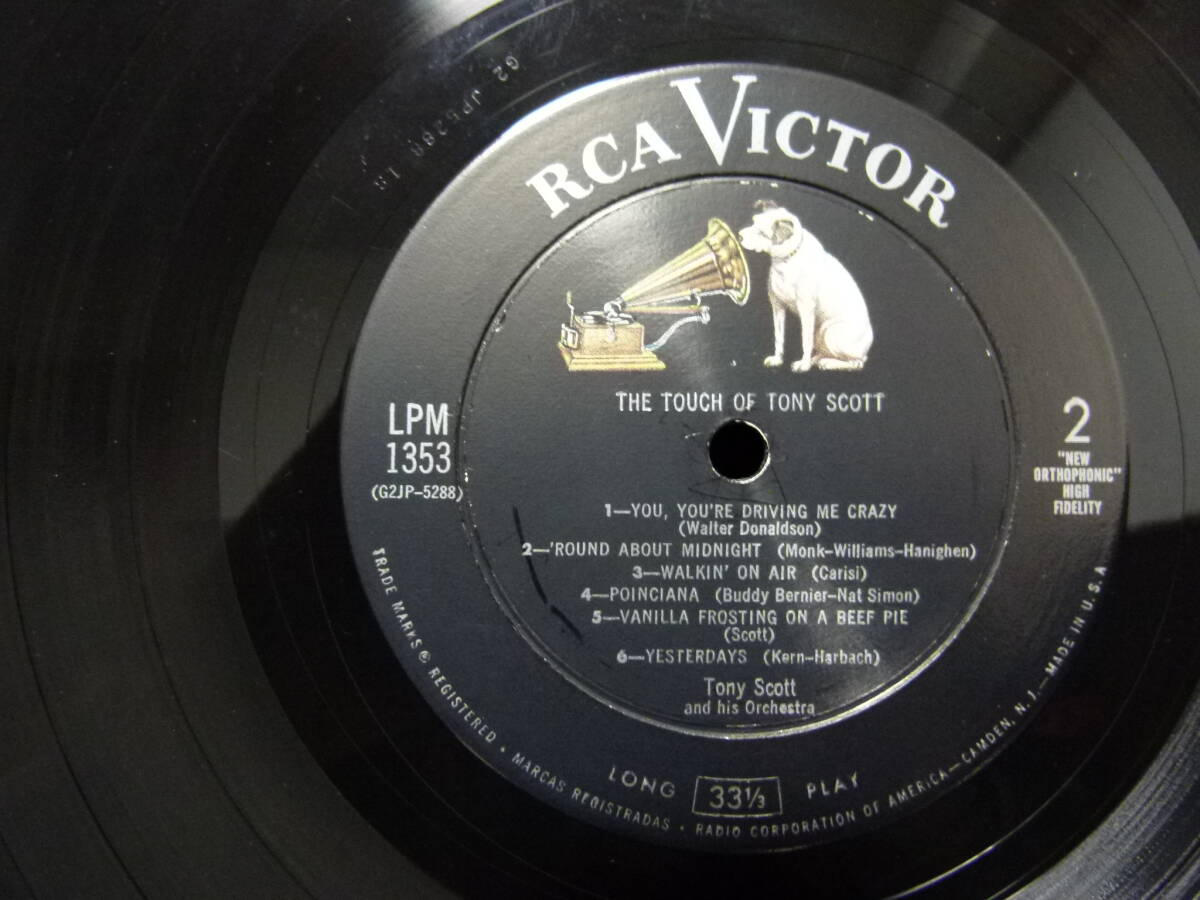 RCA VICTOR
THE TOUCH OF TONY SCOTT
LPM
1353
(G2JP-5288)
2
"NEW
ORTHOPHONIC"
HIGH
FIDELITY
1—YOU, YOU'RE DRIVING ME CRAZY
(Walter Donaldson)
2—'ROUND ABOUT MIDNIGHT (Monk-Williams-Hanighen)
3—WALKIN' ON AIR (Carisi)
4—POINCIANA (Buddy Bernier-Nat Simon)
5—VANILLA FROSTING ON A BEEF PIE
(Scott)
6—YESTERDAYS (Kern-Harbach)
Tony Scott
and his Orchestra
LONG 33⅓ PLAY
TRADE MARKS ® REGISTERED • MARCAS REGISTRADAS • RADIO CORPORATION OF AMERICA—CAMDEN, N. J.—MADE IN U.S.A